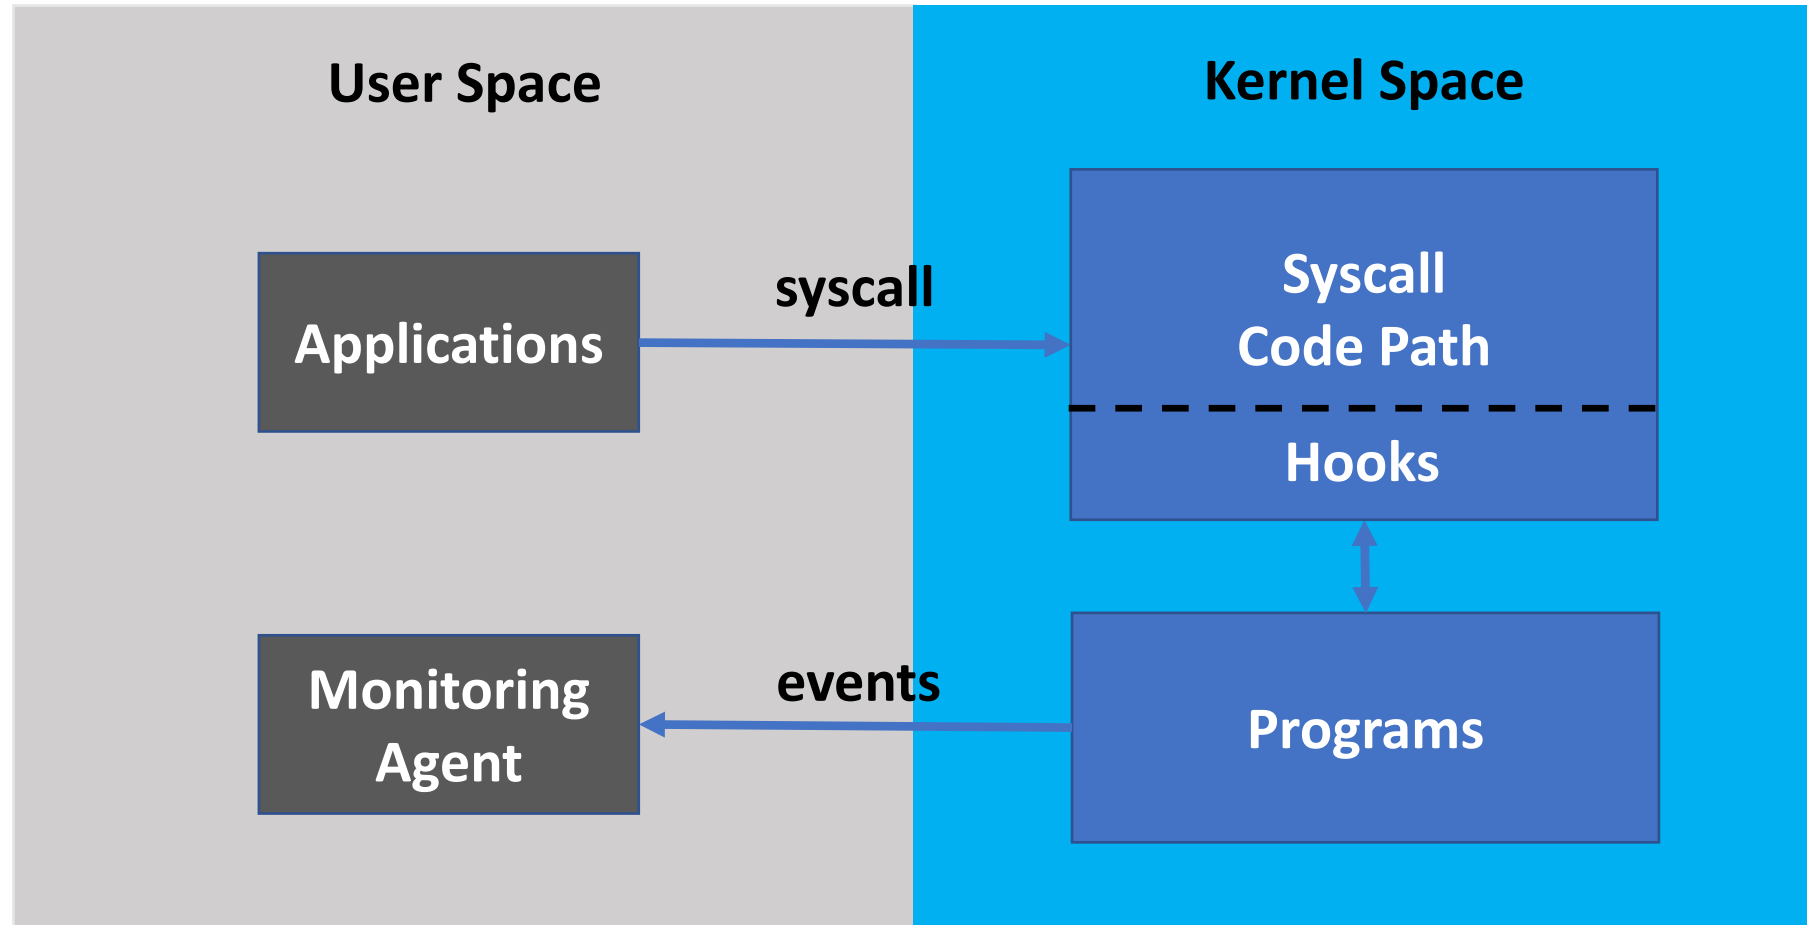 User Space
Kernel Space
Applications
syscall
Syscall
Code Path
Hooks
Monitoring
Agent
events
Programs